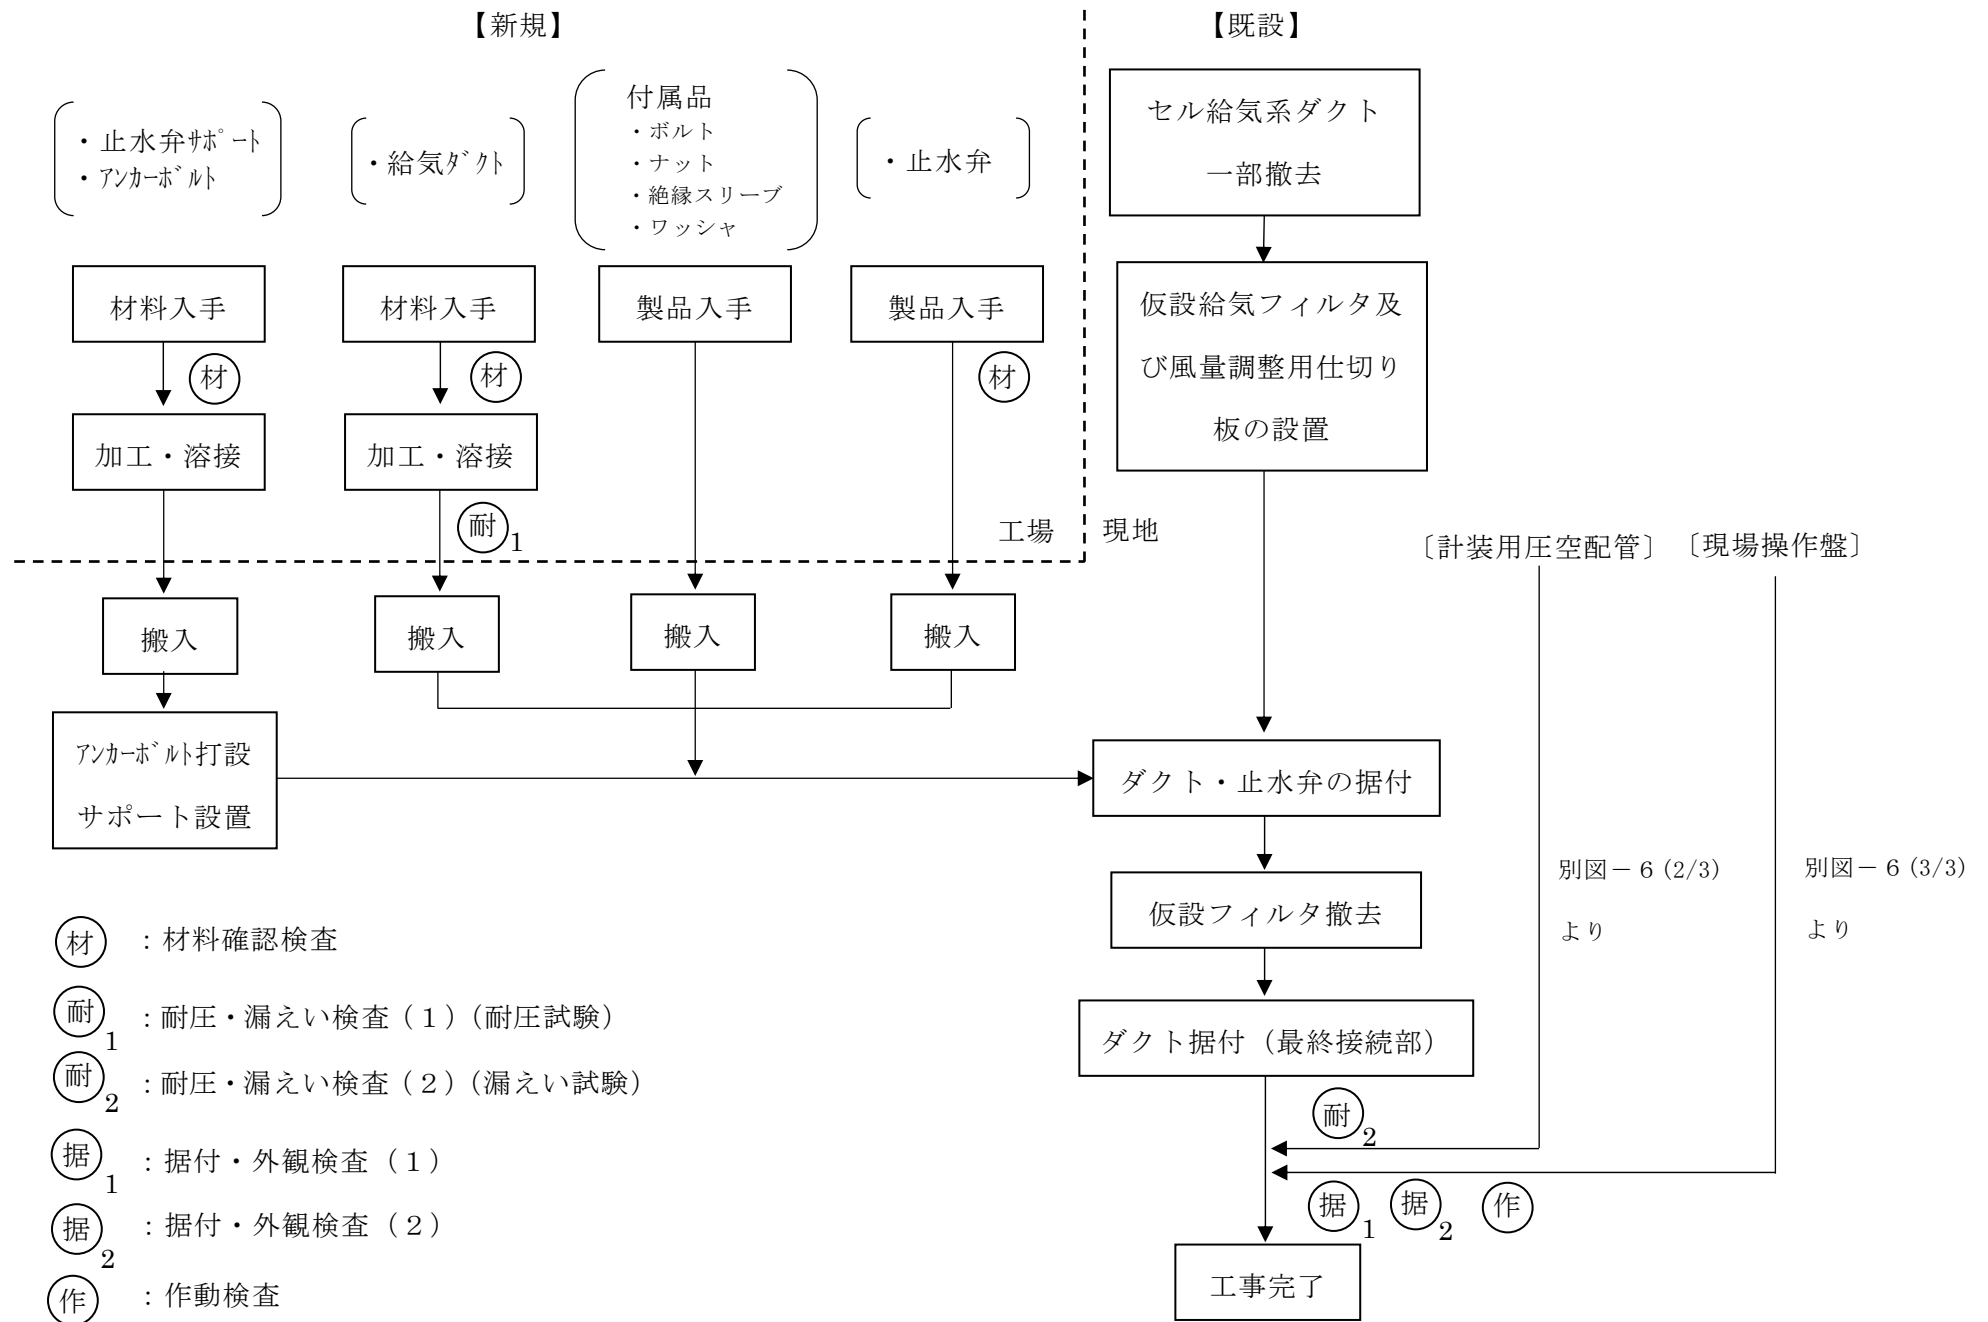 【新規】
【既設】
・止水弁ｻﾎﾟｰﾄ
・ｱﾝｶｰﾎﾞﾙﾄ
・給気ﾀﾞｸﾄ
付属品
・ボルト
・ナット
・絶縁スリーブ
・ワッシャ
・止水弁
セル給気系ダクト
一部撤去
材料入手
材料入手
製品入手
製品入手
仮設給気フィルタ及
び風量調整用仕切り
板の設置
材
材
材
加工・溶接
加工・溶接
耐1
工場
現地
〔計装用圧空配管〕
〔現場操作盤〕
搬入
搬入
搬入
搬入
ｱﾝｶｰﾎﾞﾙﾄ打設
サポート設置
ダクト・止水弁の据付
別図－６(2/3)
より
別図－６(3/3)
より
仮設フィルタ撤去
ダクト据付（最終接続部）
耐2
据1
据2
作
工事完了
材 ：材料確認検査
耐1 ：耐圧・漏えい検査（１）（耐圧試験）
耐2 ：耐圧・漏えい検査（２）（漏えい試験）
据1 ：据付・外観検査（１）
据2 ：据付・外観検査（２）
作 ：作動検査